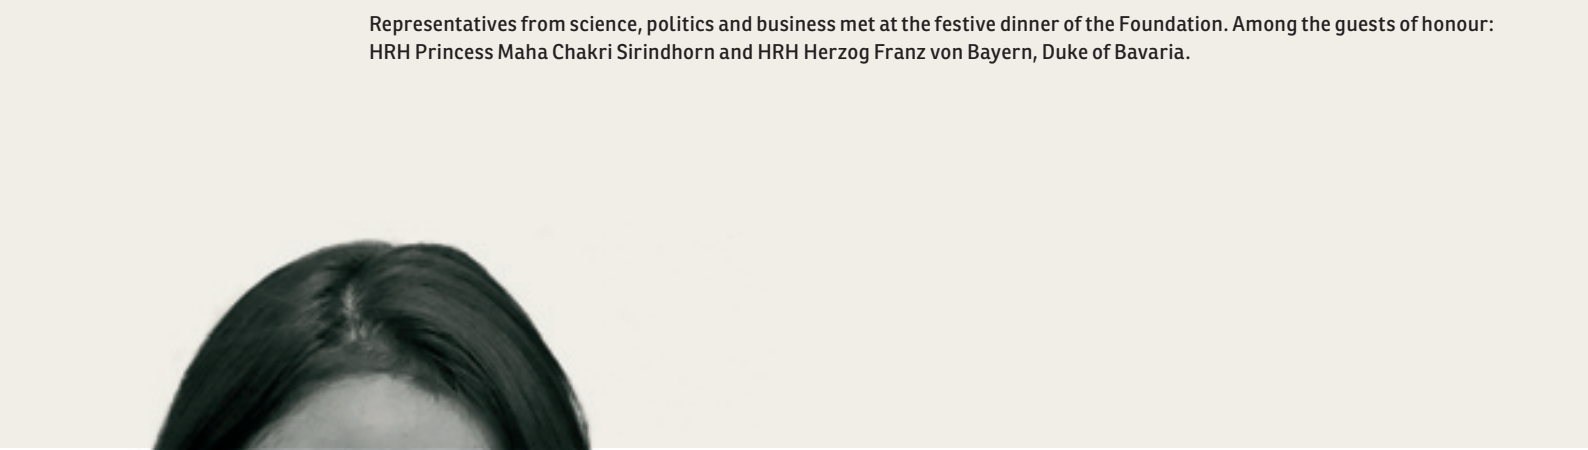 Representatives from science, politics and business met at the festive dinner of the Foundation. Among the guests of honour:
HRH Princess Maha Chakri Sirindhorn and HRH Herzog Franz von Bayern, Duke of Bavaria.